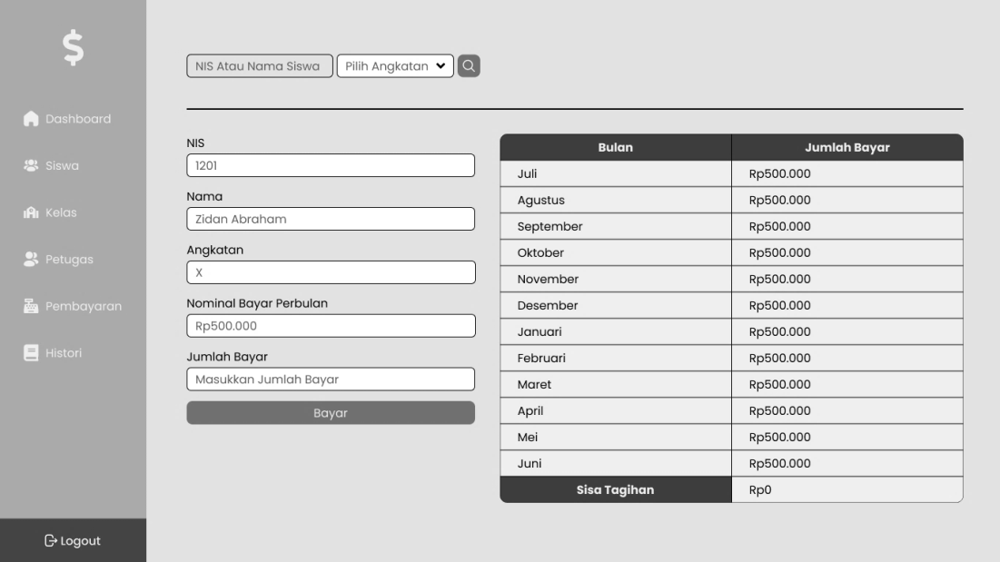 $
Dashboard
Siswa
Kelas
Petugas
Pembayaran
Histori
Logout
NIS Atau Nama Siswa Pilih Angkatan
NIS
1201
Nama
Zidan Abraham
Angkatan
X
Nominal Bayar Perbulan
Rp500.000
Jumlah Bayar
Masukkan Jumlah Bayar
Bayar
Bulan Jumlah Bayar
Juli Rp500.000
Agustus Rp500.000
September Rp500.000
Oktober Rp500.000
November Rp500.000
Desember Rp500.000
Januari Rp500.000
Februari Rp500.000
Maret Rp500.000
April Rp500.000
Mei Rp500.000
Juni Rp500.000
Sisa Tagihan Rp0